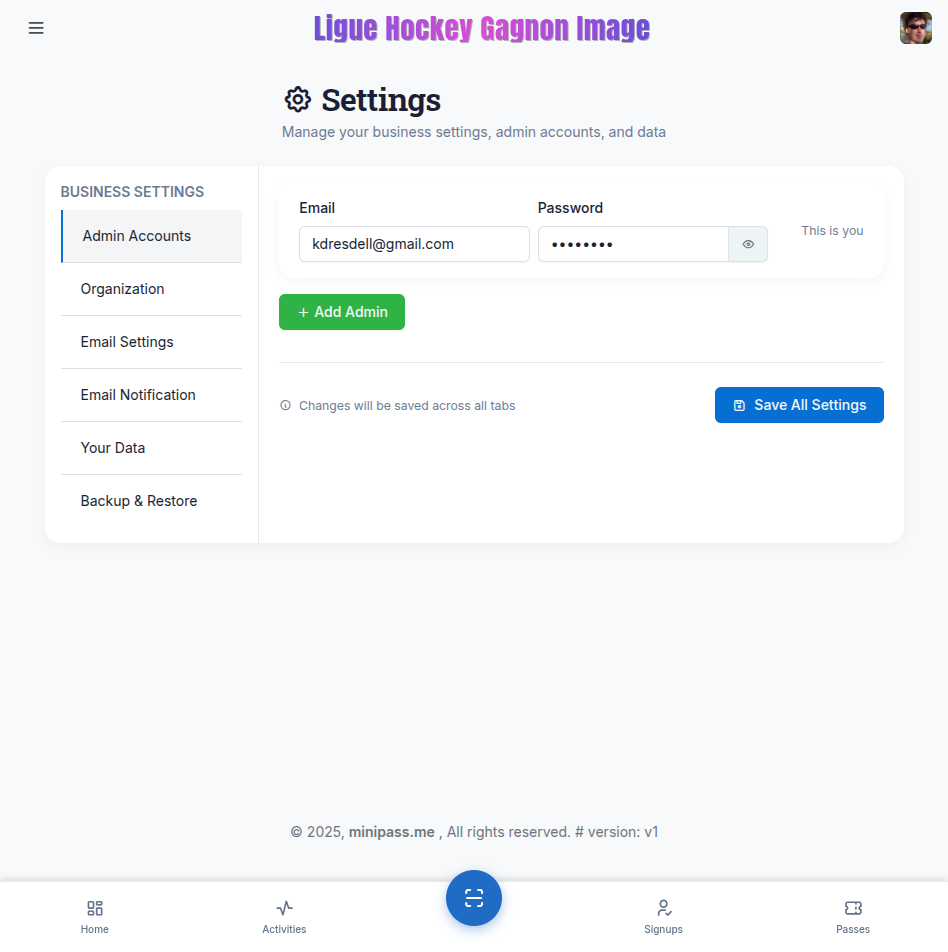 Ligue Hockey Gagnon Image
Settings
Manage your business settings, admin accounts, and data
BUSINESS SETTINGS
Admin Accounts
Organization
Email Settings
Email Notification
Your Data
Backup & Restore
Email
Password
kdresdell@gmail.com
••••••••
This is you
+ Add Admin
Changes will be saved across all tabs
Save All Settings
© 2025, minipass.me , All rights reserved. # version: v1
Home
Activities
Signups
Passes